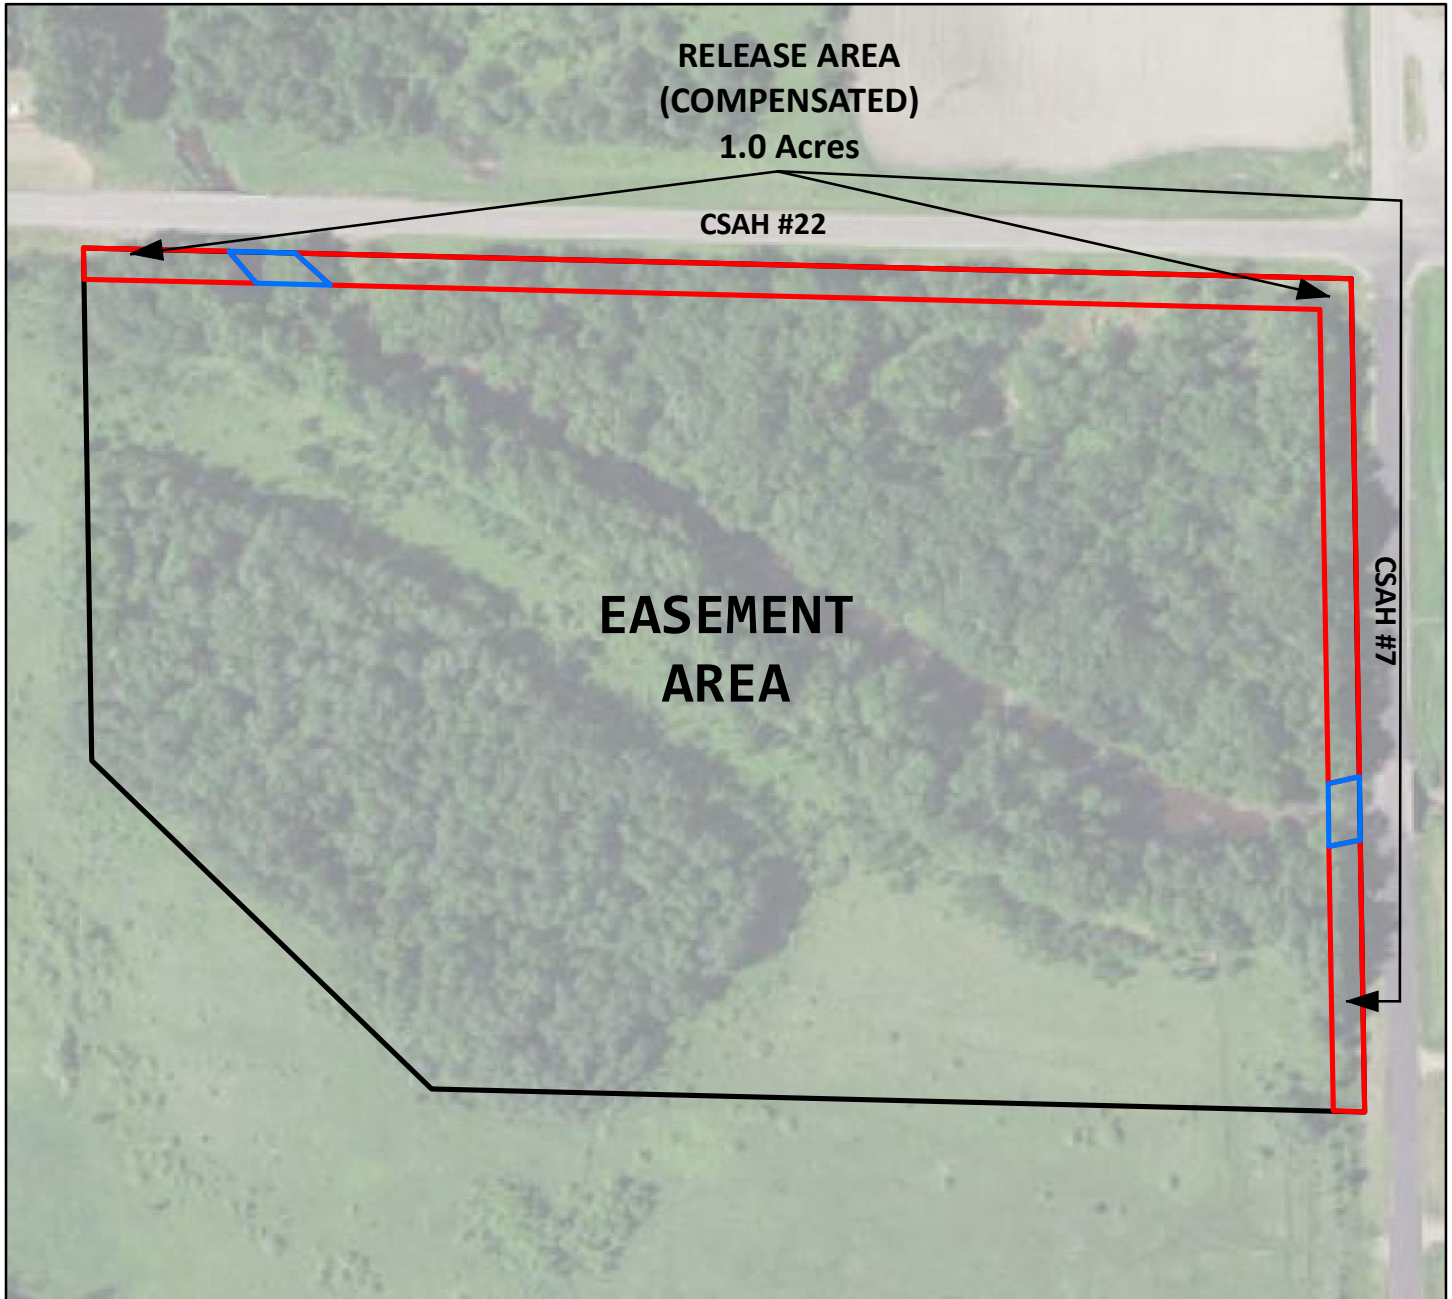 RELEASE AREA
(COMPENSATED)
1.0 Acres
CSAH #22
CSAH #7
EASEMENT
AREA